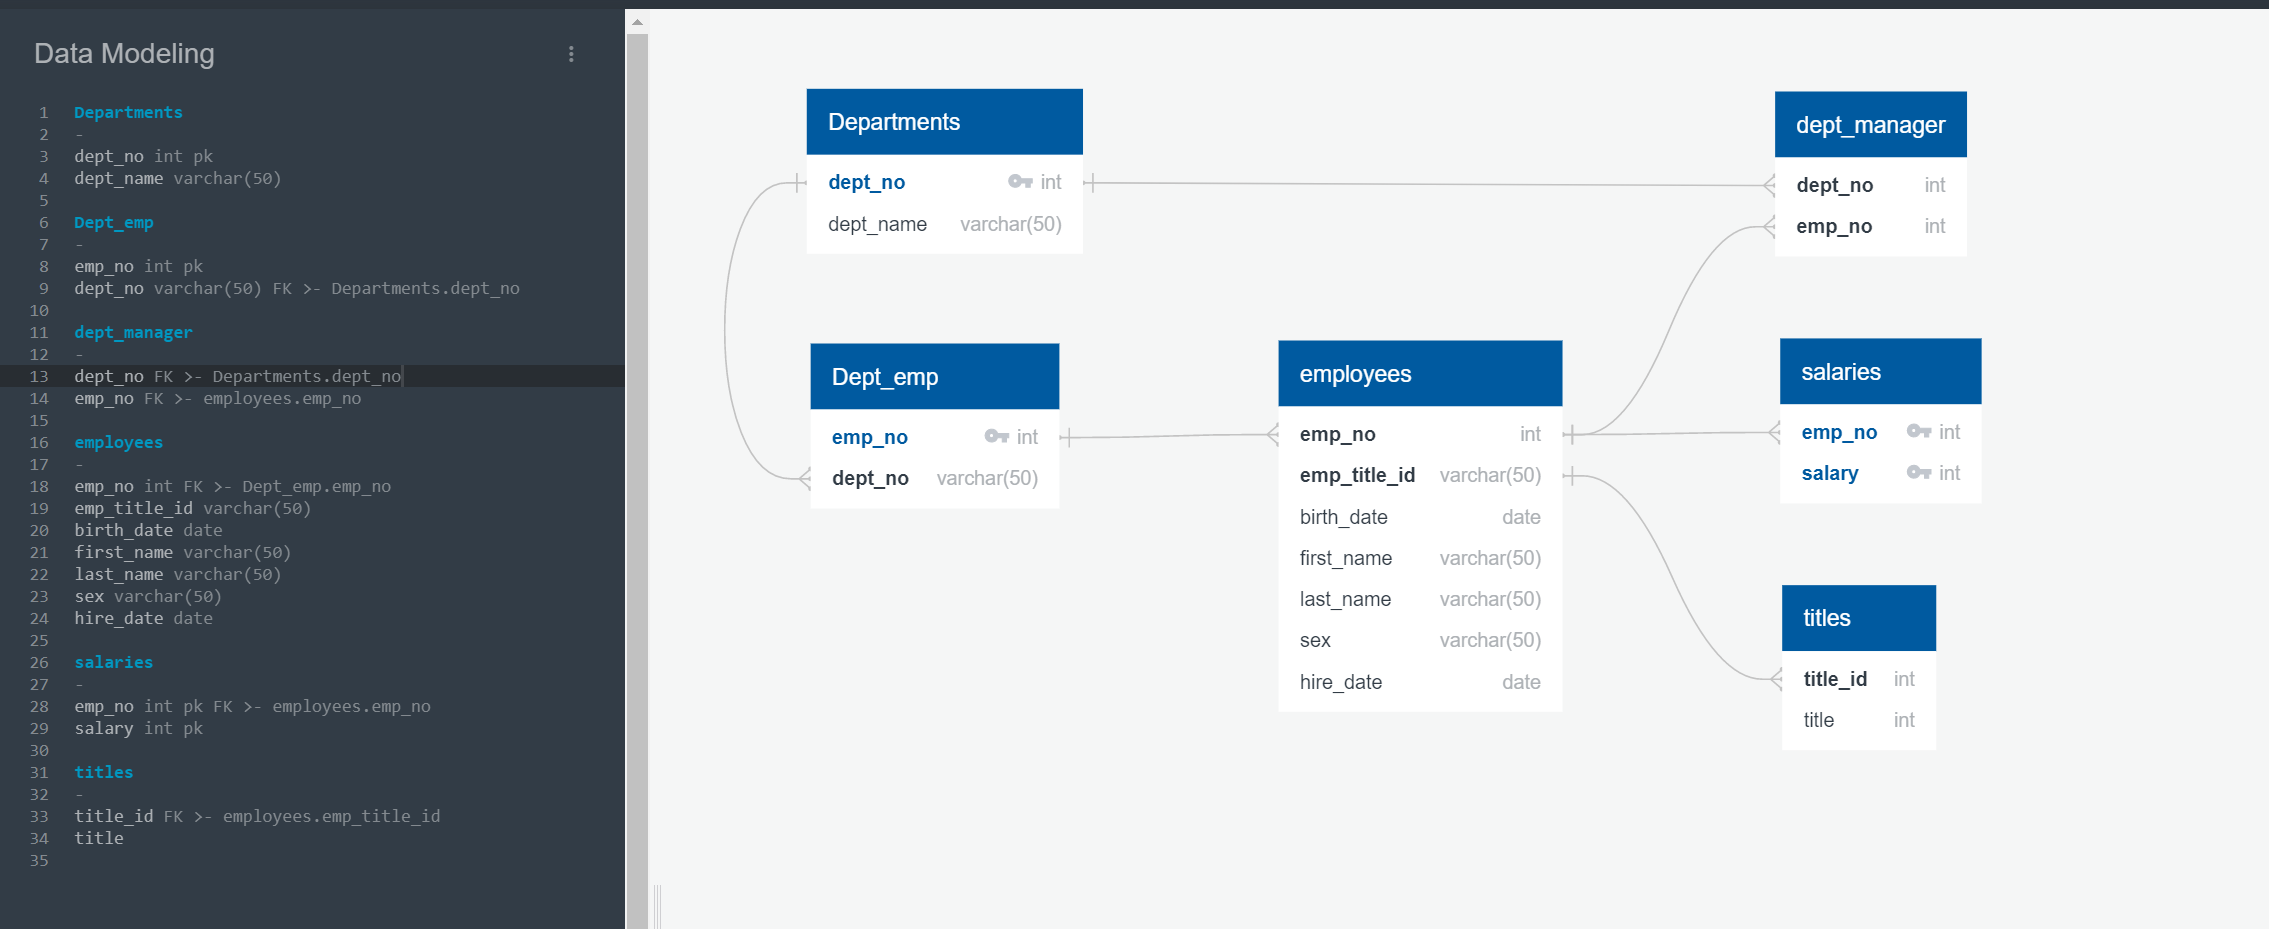 Data Modeling
1 Departments
2 -
3 dept_no int pk
4 dept_name varchar(50)
5
6 Dept_emp
7 -
8 emp_no int pk
9 dept_no varchar(50) FK >- Departments.dept_no
10
11 dept_manager
12 -
13 dept_no FK >- Departments.dept_no
14 emp_no FK >- employees.emp_no
15
16 employees
17 -
18 emp_no int FK >- Dept_emp.emp_no
19 emp_title_id varchar(50)
20 birth_date date
21 first_name varchar(50)
22 last_name varchar(50)
23 sex varchar(50)
24 hire_date date
25
26 salaries
27 -
28 emp_no int pk FK >- employees.emp_no
29 salary int pk
30
31 titles
32 -
33 title_id FK >- employees.emp_title_id
34 title
35
Departments
dept_no int
dept_name varchar(50)
dept_manager
dept_no int
emp_no int
Dept_emp
emp_no int
dept_no varchar(50)
employees
emp_no int
emp_title_id varchar(50)
birth_date date
first_name varchar(50)
last_name varchar(50)
sex varchar(50)
hire_date date
salaries
emp_no int
salary int
titles
title_id int
title int